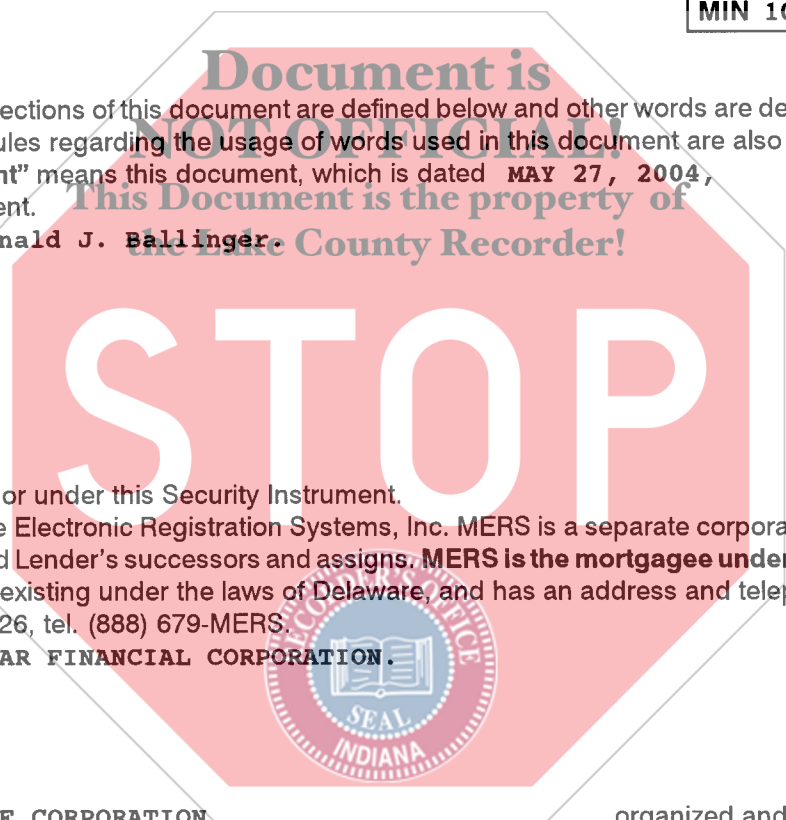 MIN 10
Document is
ections of this document are defined below and other words are de
NOT OFFICIAL!
ules regarding the usage of words used in this document are also
nt” means this document, which is dated MAY 27, 2004,
This Document is the property of
ent.
nald J. Ballinger.
the Lake County Recorder!
STOP
or under this Security Instrument.
e Electronic Registration Systems, Inc. MERS is a separate corpora
d Lender's successors and assigns. MERS is the mortgagee under
existing under the laws of Delaware, and has an address and telep
26, tel. (888) 679-MERS.
AR FINANCIAL CORPORATION.
RECORDER'S OFFICE
SEAL
INDIANA
E CORPORATION
organized and